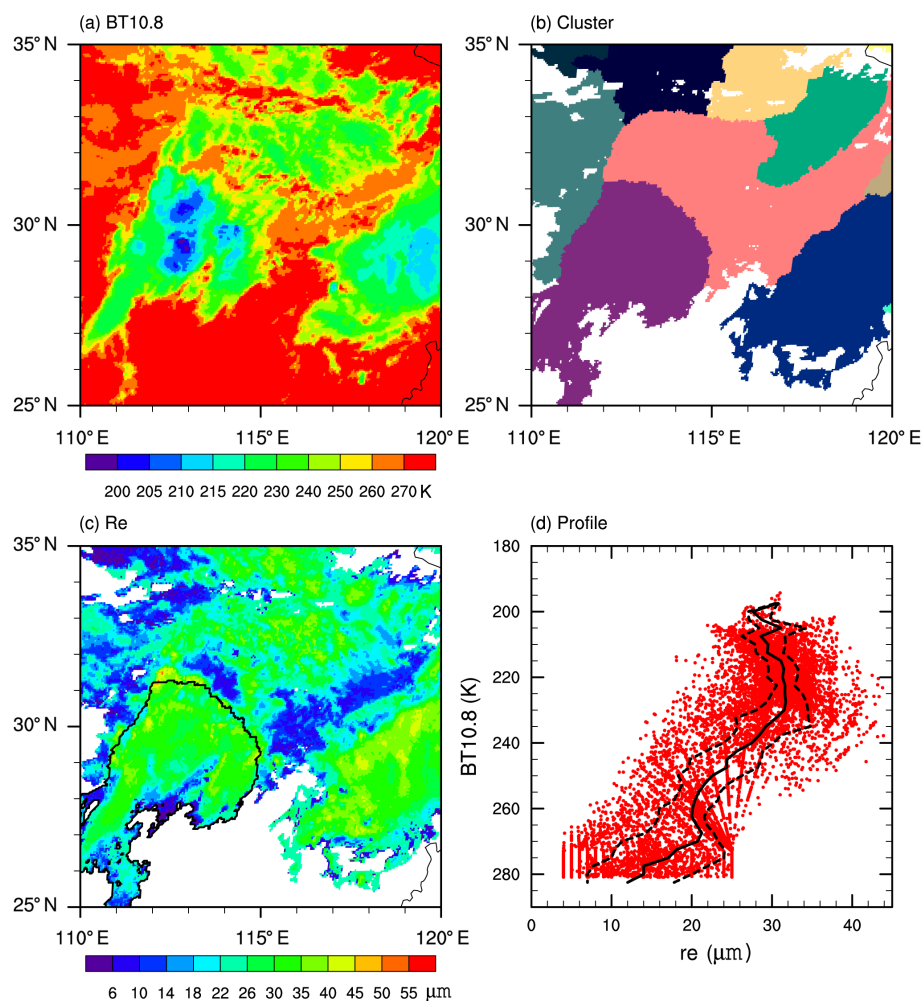 (a) BT10.8
(b) Cluster
35° N
35° N
30° N
30° N
25° N
25° N
110° E
115° E
120° E
110° E
115° E
120° E
200 205 210 215 220 230 240 250 260 270 K
(c) Re
(d) Profile
35° N
30° N
25° N
110° E
115° E
120° E
6 10 14 18 22 26 30 35 40 45 50 55 µm
180
200
220
240
260
280
BT10.8 (K)
0 10 20 30 40
re (µm)